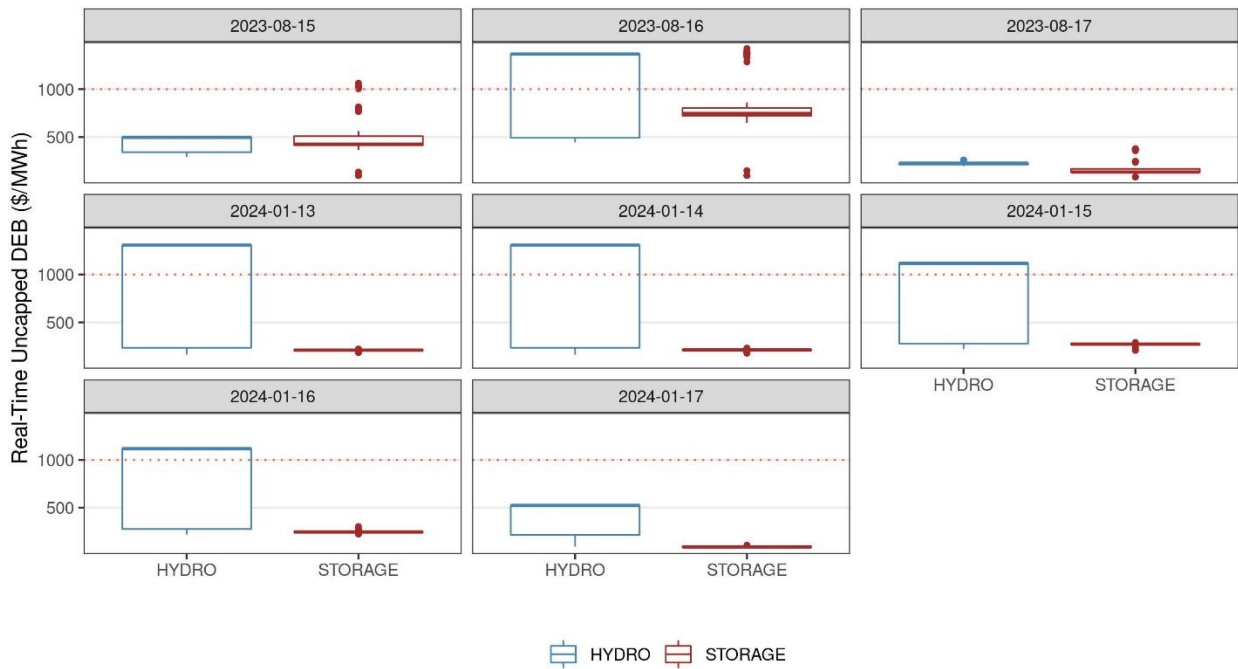 Real-Time Uncapped DEB ($/MWh)
2023-08-15
2023-08-16
2023-08-17
1000
500
2024-01-13
2024-01-14
2024-01-15
1000
500
HYDRO
STORAGE
2024-01-16
2024-01-17
1000
500
HYDRO
STORAGE
HYDRO
STORAGE
HYDRO
STORAGE